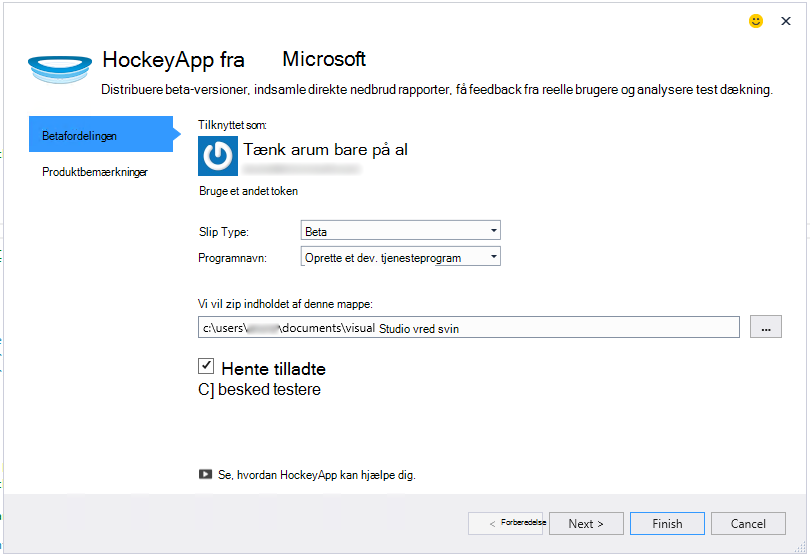 HockeyApp fra Microsoft
Distribuere beta-versioner, indsamle direkte nedbrud rapporter, få feedback fra reelle brugere og analysere test dækning.
Betafordelingen
Produktbemærkninger
Tilknyttet som:
Tænk arum bare på al
Bruge et andet token
Slip Type:
Beta
Programnavn:
Oprette et dev. tjenesteprogram
Vi vil zip indholdet af denne mappe:
c:\users\ \documents\visual Studio vred svin
...
Hente tilladte
C] besked testere
Se, hvordan HockeyApp kan hjælpe dig.
< Forberedelse
Next >
Finish
Cancel